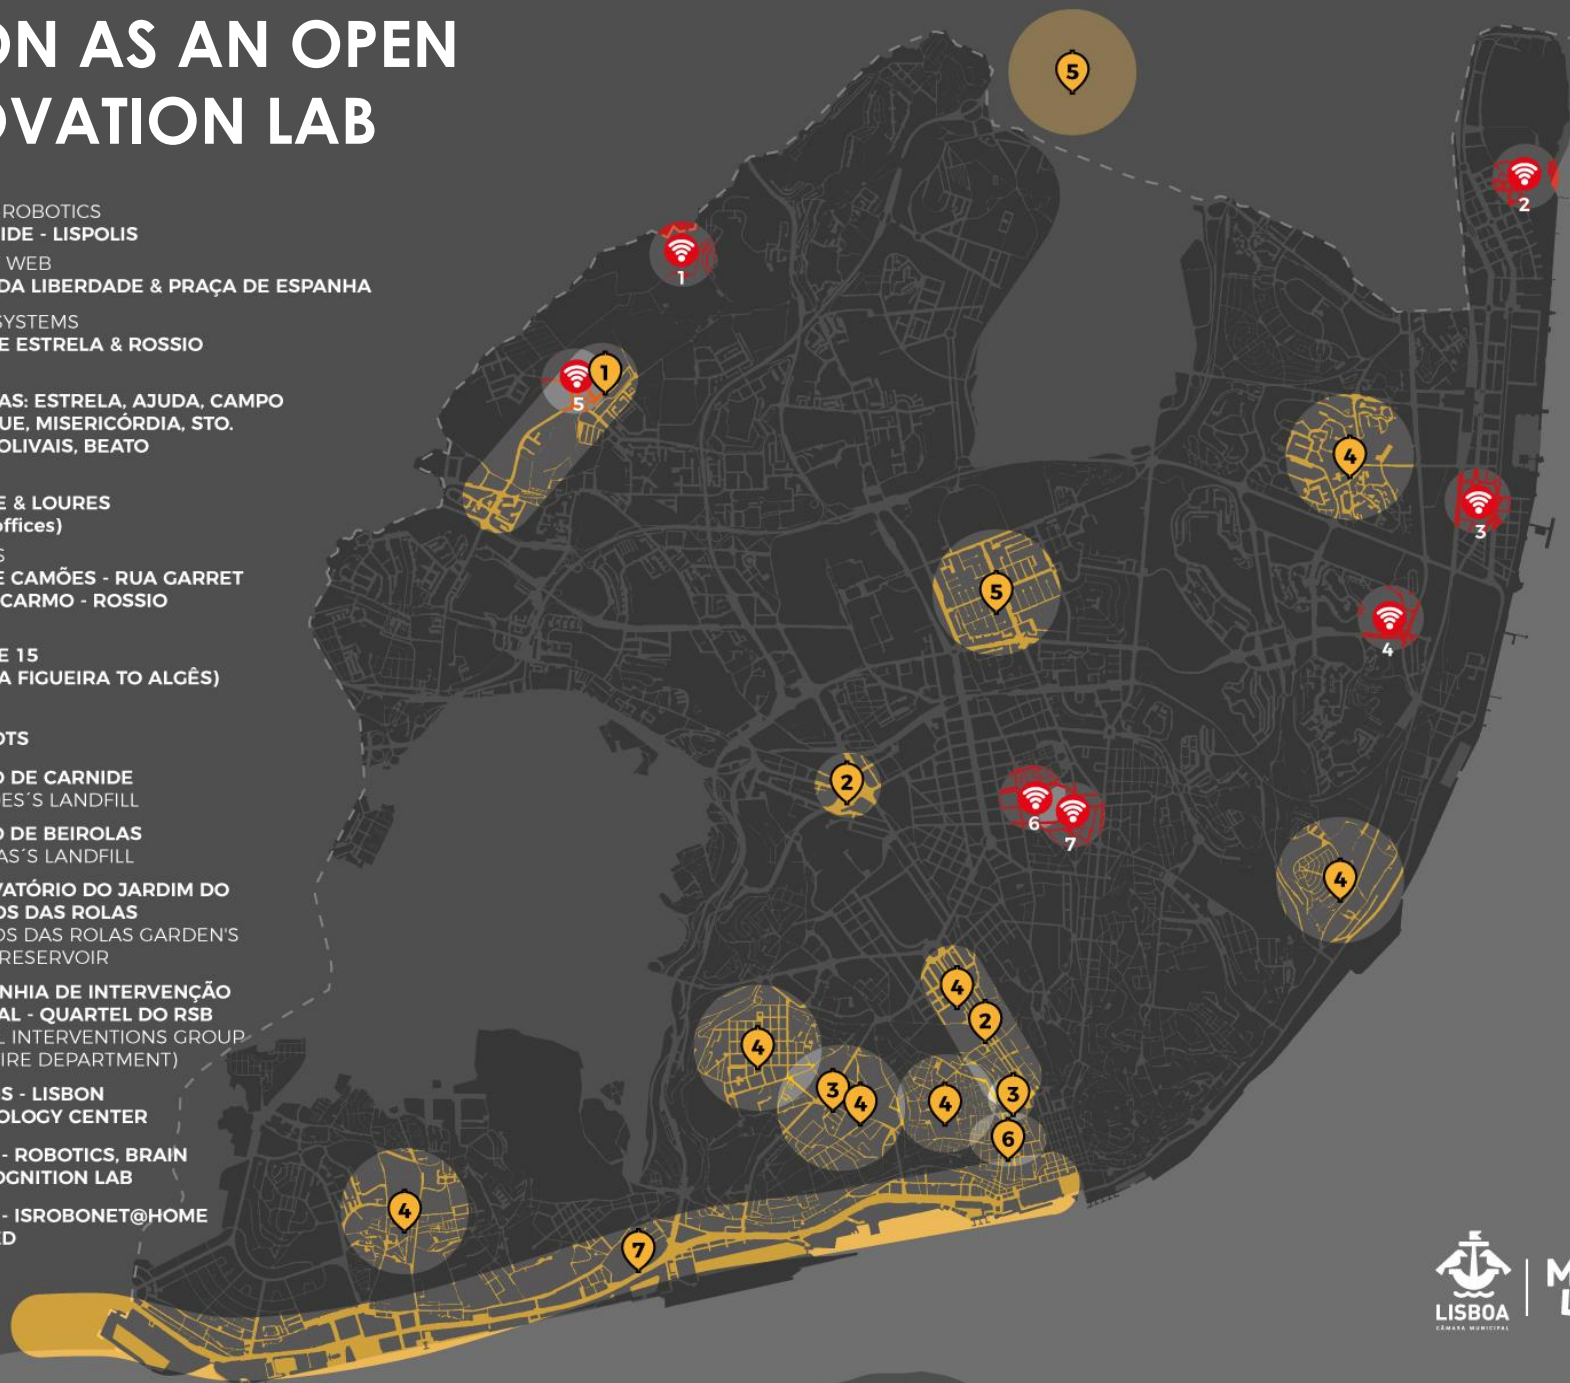 ON AS AN OPEN
OVATION LAB
ROBOTICS
IDE - LISPOLIS
WEB
DA LIBERDADE & PRAÇA DE ESPANHA
SYSTEMS
E ESTRELA & ROSSIO
AS: ESTRELA, AJUDA, CAMPO
UE, MISERICÓRDIA, STO.
OLIVAIS, BEATO
E & LOURES
offices)
S
E CAMÕES - RUA GARRET
CARMO - ROSSIO
E 15
A FIGUEIRA TO ALGÊS)
OTS
O DE CARNIDE
DES´S LANDFILL
O DE BEIROLAS
AS´S LANDFILL
VATÓRIO DO JARDIM DO
OS DAS ROLAS
OS DAS ROLAS GARDEN'S
RESERVOIR
NHIA DE INTERVENÇÃO
AL - QUARTEL DO RSB
L INTERVENTIONS GROUP
IRE DEPARTMENT)
S - LISBON
OLOGY CENTER
- ROBOTICS, BRAIN
OGNITION LAB
- ISROBONET@HOME
ED
5
2
1
1
5
4
3
5
4
2
6
7
4
4
2
4
3
4
4
3
6
4
7
LISBOA
CÂMARA MUNICIPAL
M
L